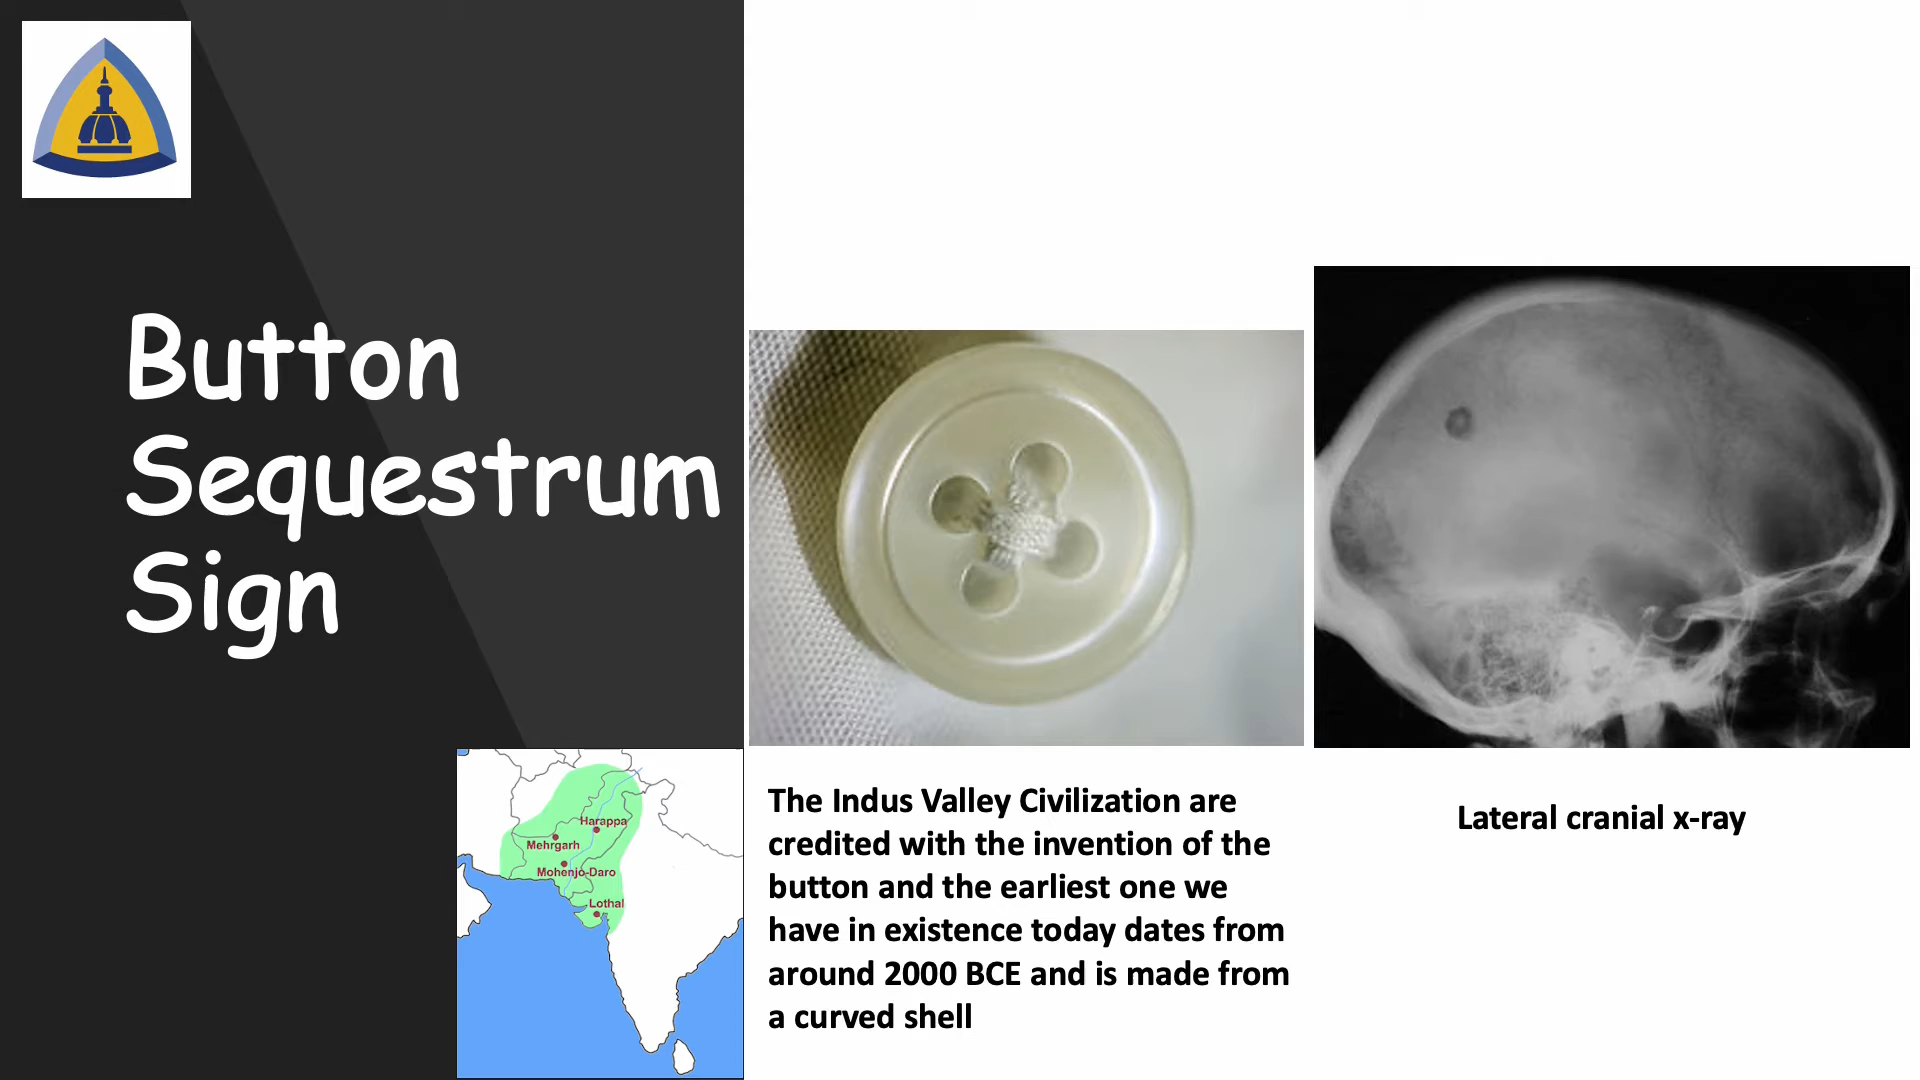 Button
Sequestrum
Sign
Harappa
Mehrgarh
Mohenjo-Daro
Lothal
The Indus Valley Civilization are
credited with the invention of the
button and the earliest one we
have in existence today dates from
around 2000 BCE and is made from
a curved shell
Lateral cranial x-ray